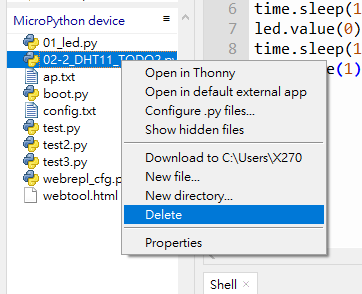 MicroPython device
01_led.py
02-2_DHT11_TODO2.py
ap.txt
boot.py
config.txt
test.py
test2.py
test3.py
webrepl_cfg.p
webtool.html
Open in Thonny
Open in default external app
Configure .py files...
Show hidden files
Download to C:\Users\X270
New file...
New directory...
Delete
Properties
6 time.sleep(1
7 led.value(0)
8 time.sleep(1
e(1)
Shell ×